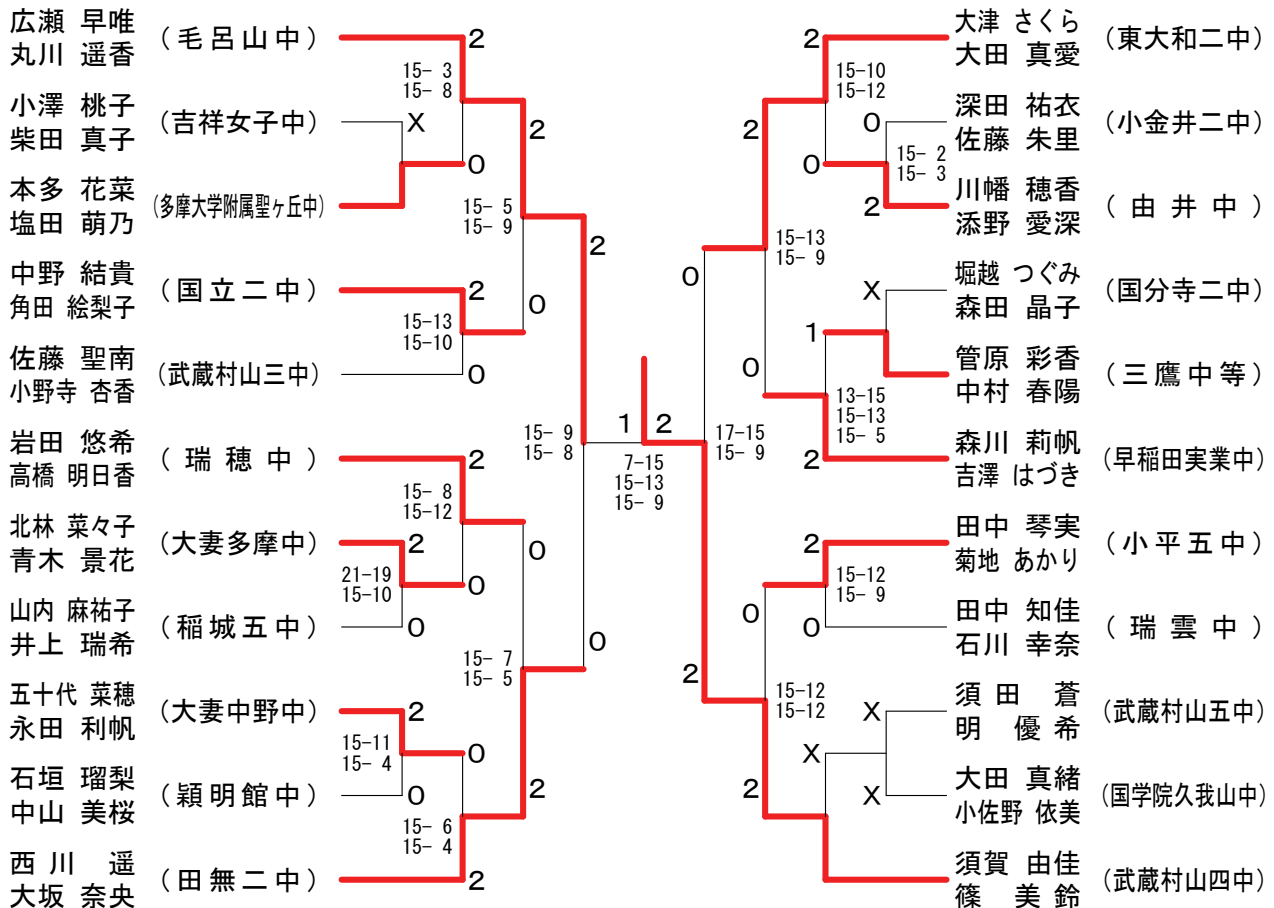 広瀬 早唯
丸川 遥香
(毛呂山中)
2
15- 3
15- 8
小澤 桃子
柴田 真子
(吉祥女子中)
X
0
本多 花菜
塩田 萌乃
(多摩大学附属聖ヶ丘中)
2
15- 5
15- 9
中野 結貴
角田 絵梨子
(国立二中)
2
15-13
15-10
0
佐藤 聖南
小野寺 杏香
(武蔵村山三中)
0
2
岩田 悠希
高橋 明日香
(瑞穂中)
2
15- 8
15-12
15- 9
15- 8
北林 菜々子
青木 景花
(大妻多摩中)
2
21-19
15-10
0
0
山内 麻祐子
井上 瑞希
(稲城五中)
0
15- 7
15- 5
0
五十代 菜穂
永田 利帆
(大妻中野中)
2
15-11
15- 4
0
石垣 瑠梨
中山 美桜
(穎明館中)
0
2
15- 6
15- 4
西川 遥
大坂 奈央
(田無二中)
2
1
2
7-15
15-13
15- 9
大津 さくら
大田 真愛
(東大和二中)
2
15-10
15-12
2
深田 祐衣
佐藤 朱里
(小金井二中)
0
15- 2
15- 3
0
川幡 穂香
添野 愛深
(由井中)
2
15-13
15- 9
0
堀越 つぐみ
森田 晶子
(国分寺二中)
X
1
管原 彩香
中村 春陽
(三鷹中等)
0
13-15
15-13
15- 5
森川 莉帆
吉澤 はづき
(早稲田実業中)
2
17-15
15- 9
田中 琴実
菊地 あかり
(小平五中)
2
15-12
15- 9
0
田中 知佳
石川 幸奈
(瑞雲中)
0
2
15-12
15-12
須田 蒼
明 優希
(武蔵村山五中)
X
X
大田 真緒
小佐野 依美
(国学院久我山中)
X
2
須賀 由佳
篠 美鈴
(武蔵村山四中)